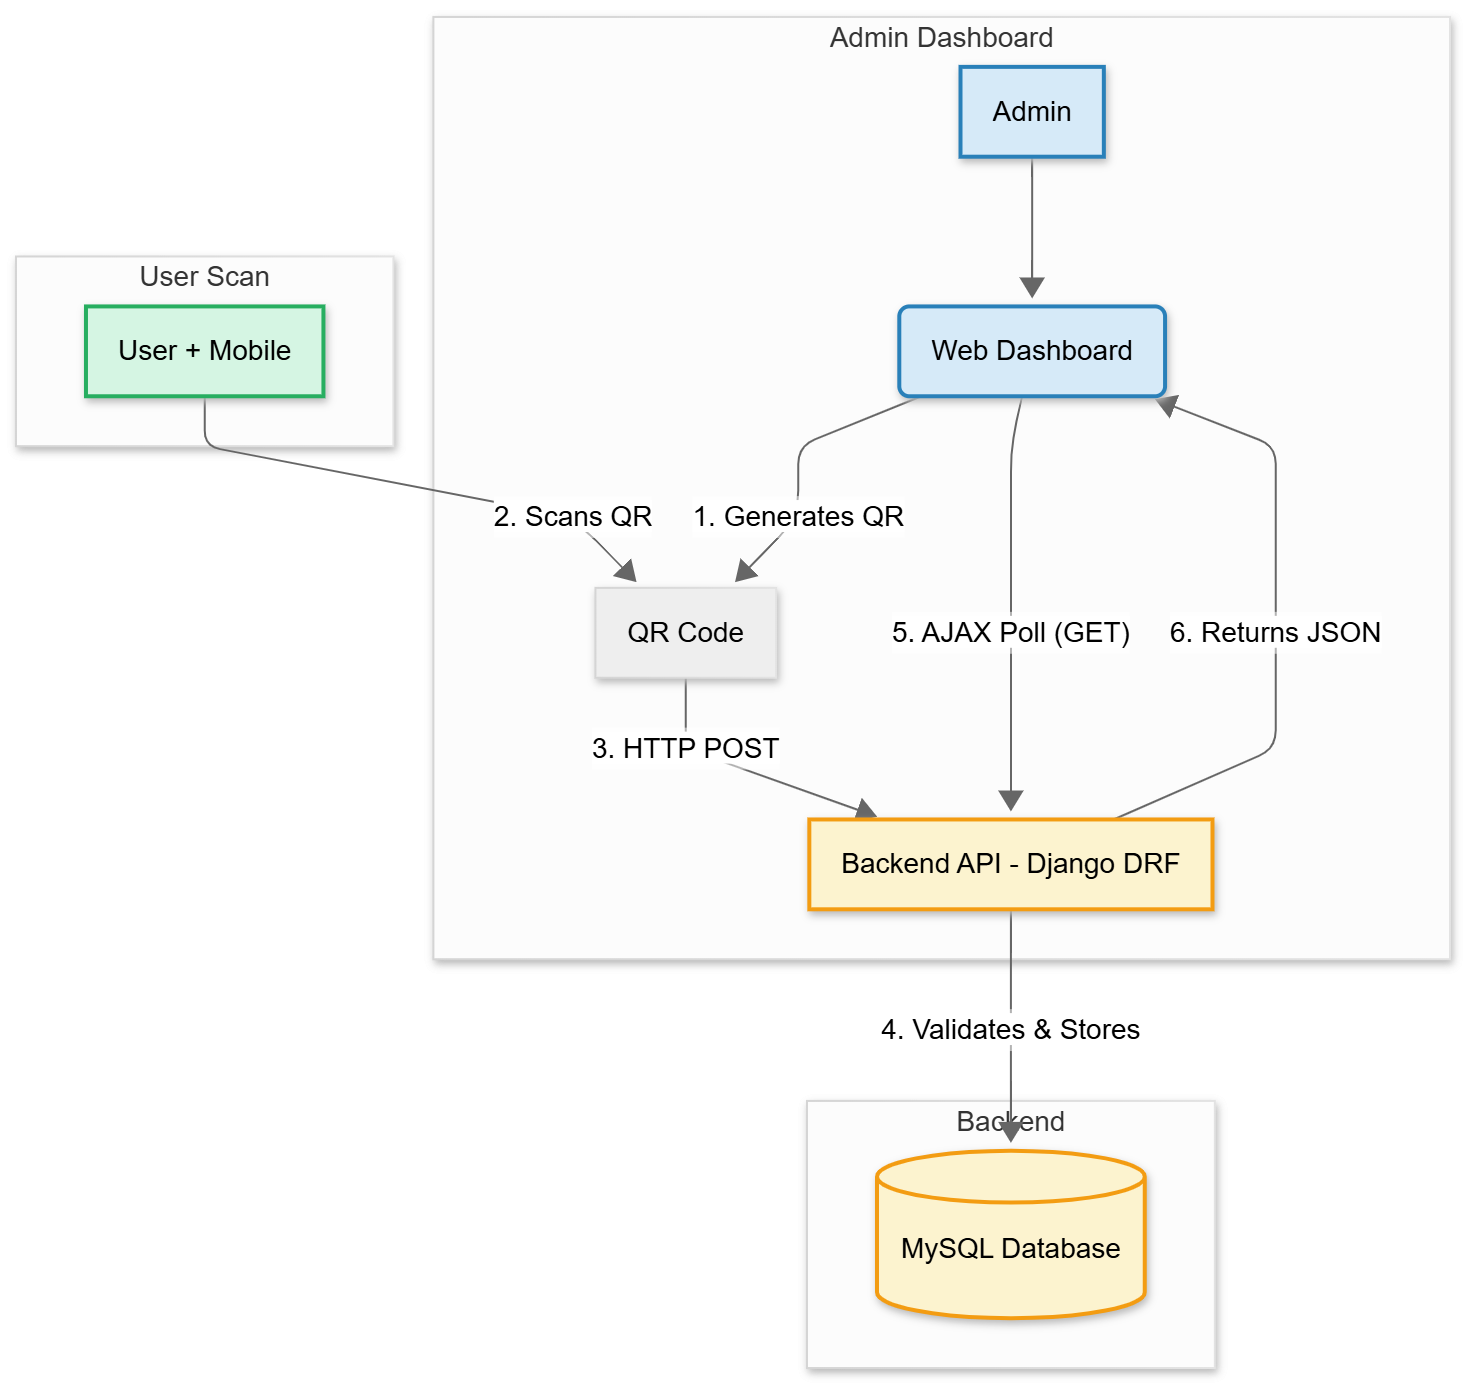 Admin Dashboard
Admin
User Scan
User + Mobile
Web Dashboard
2. Scans QR
1. Generates QR
QR Code
5. AJAX Poll (GET)
6. Returns JSON
3. HTTP POST
Backend API - Django DRF
4. Validates & Stores
Backend
MySQL Database